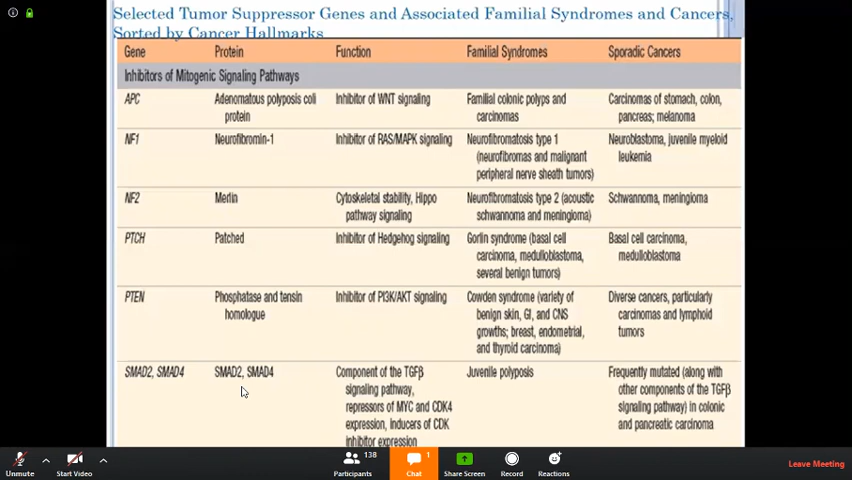 Selected Tumor Suppressor Genes and Associated Familial Syndromes and Cancers,
Sorted by Cancer Hallmarks
Gene Protein Function Familial Syndromes Sporadic Cancers
Inhibitors of Mitogenic Signaling Pathways
APC Adenomatous polyposis coli Inhibitor of WNT signaling Familial colonic polyps and Carcinomas of stomach, colon,
protein carcinomas pancreas; melanoma
NF1 Neurofibromin-1 Inhibitor of RAS/MAPK signaling Neurofibromatosis type 1 Neuroblastoma, juvenile myeloid
(neurofibromas and malignant leukemia
peripheral nerve sheath tumors)
NF2 Merlin Cytoskeletal stability, Hippo Neurofibromatosis type 2 (acoustic Schwannoma, meningioma
pathway signaling schwannoma and meningioma)
PTCH Patched Inhibitor of Hedgehog signaling Gorlin syndrome (basal cell Basal cell carcinoma,
carcinoma, medulloblastoma, medulloblastoma
several benign tumors)
PTEN Phosphatase and tensin Inhibitor of PI3K/AKT signaling Cowden syndrome (variety of Diverse cancers, particularly
homologue benign skin, GI, and CNS carcinomas and lymphoid
growths; breast, endometrial, tumors
and thyroid carcinoma)
SMAD2, SMAD4 SMAD2, SMAD4 Component of the TGFβ Juvenile polyposis Frequently mutated (along with
signaling pathway, other components of the TGFβ
repressors of MYC and CDK4 signaling pathway) in colonic
expression, inducers of CDK and pancreatic carcinoma
inhibitor expression
138 1
Unmute Start Video Participants Chat Share Screen Record Reactions Leave Meeting